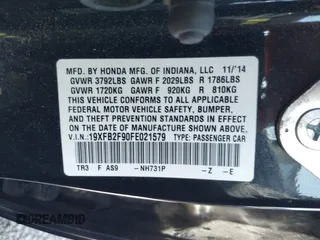 MFD. BY HONDA MFG. OF INDIANA, LLC 11/'14
GVWR 3792LBS GAWR F 2029LBS R 1786LBS
GVWR 1720KG GAWR F 920KG R 810KG
THIS VEHICLE CONFORMS TO ALL APPLICABLE
FEDERAL MOTOR VEHICLE SAFETY, BUMPER,
AND THEFT PREVENTION STANDARDS IN EFFECT
ON THE DATE OF MANUFACTURE SHOWN ABOVE.
V.I.N.:19XFB2F90FE021579 TYPE: PASSENGER CAR
TR3 F AS9 -NH731P -Z -E
DREAMBID